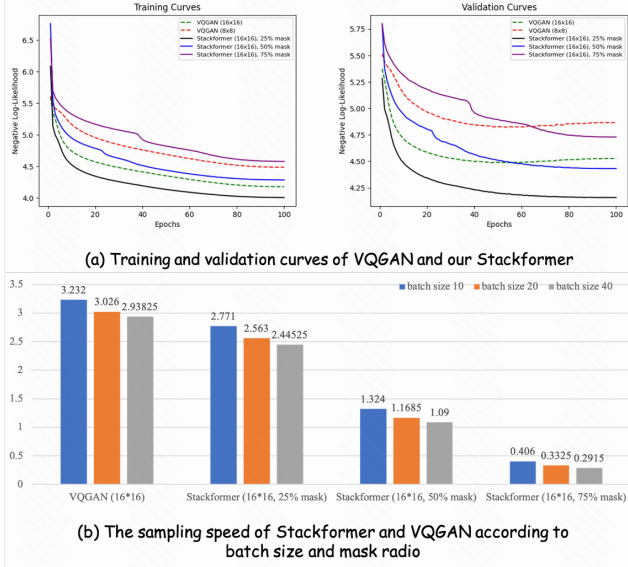 Training Curves
Negative Log-Likelihood
6.5
6.0
5.5
5.0
4.5
4.0
VQGAN (16×16)
VQGAN (8x8)
Stackformer (16x16), 25% mask
Stackformer (16x16), 50% mask
Stackformer (16x16), 75% mask
0 20 40 60 80 100
Epochs
Validation Curves
Negative Log-Likelihood
5.75
5.50
5.25
5.00
4.75
4.50
4.25
VQGAN (16×16)
VQGAN (8x8)
Stackformer (16x16), 25% mask
Stackformer (16x16), 50% mask
Stackformer (16x16), 75% mask
0 20 40 60 80 100
Epochs
(a) Training and validation curves of VQGAN and our Stackformer
batch size 10 batch size 20 batch size 40
3.5
3
2.5
2
1.5
1
0.5
0
3.232 3.026 2.93825
2.771 2.563 2.44525
1.324 1.1685 1.09
0.406 0.3325 0.2915
VQGAN (16*16) Stackformer (16*16, 25% mask) Stackformer (16*16, 50% mask) Stackformer (16*16, 75% mask)
(b) The sampling speed of Stackformer and VQGAN according to
batch size and mask radio